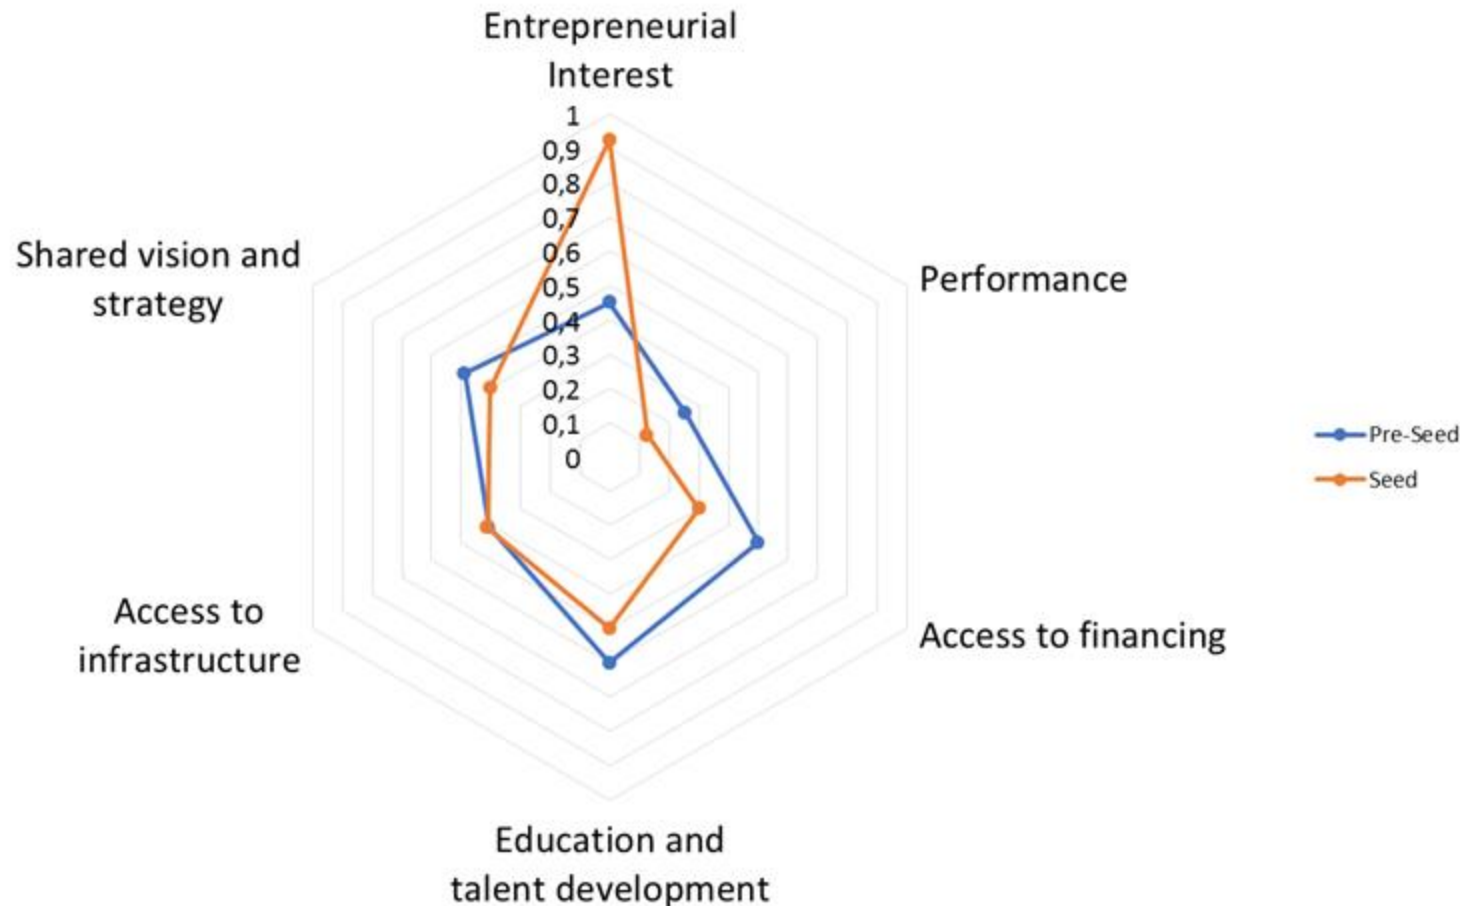 Entrepreneurial
Interest
1
0,9
0,8
0,7
0,6
0,5
0,4
0,3
0,2
0,1
0
Shared vision and
strategy
Performance
Pre-Seed
Seed
Access to
infrastructure
Access to financing
Education and
talent development